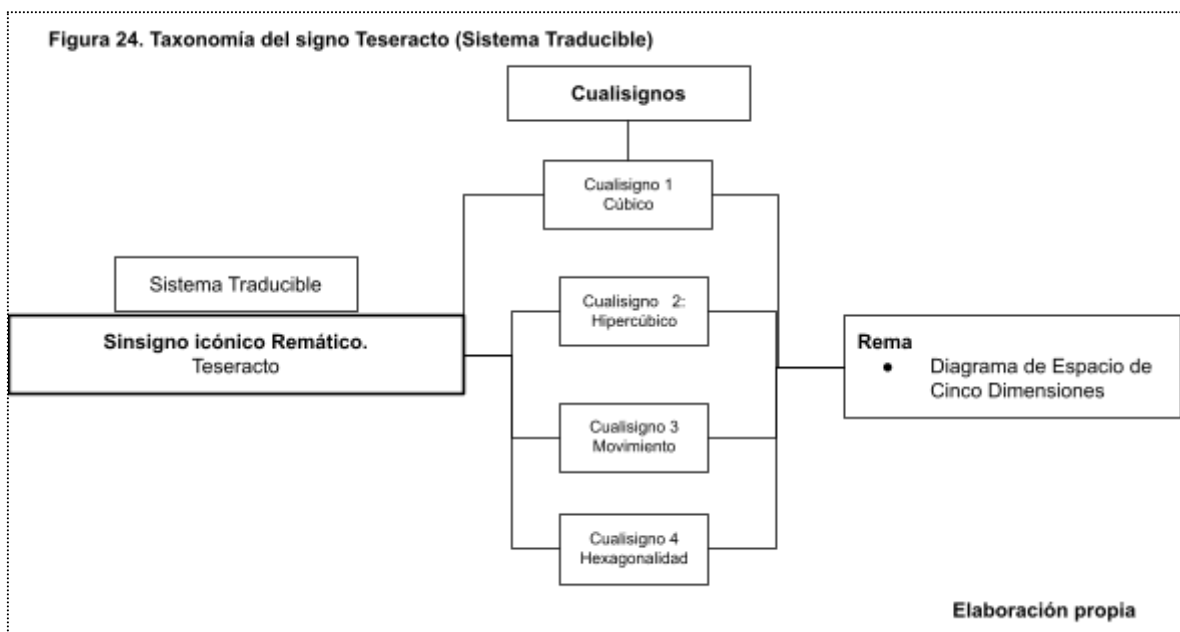 Figura 24. Taxonomía del signo Teseracto (Sistema Traducible)
Cualisignos
Cualisigno 1
Cúbico
Sistema Traducible
Sinsigno icónico Remático.
Teseracto
Cualisigno 2:
Hipercúbico
Cualisigno 3
Movimiento
Cualisigno 4
Hexagonalidad
Rema
● Diagrama de Espacio de
Cinco Dimensiones
Elaboración propia